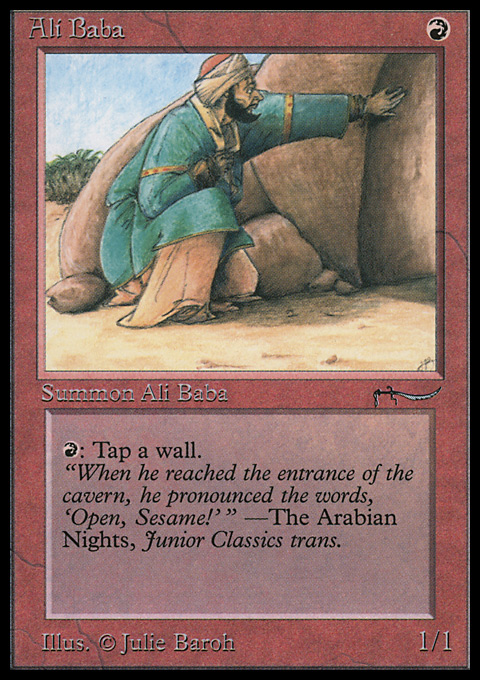 Ali Baba
Summon Ali Baba
: Tap a wall.
“When he reached the entrance of the
cavern, he pronounced the words,
‘Open, Sesame!’ ” —The Arabian
Nights, Junior Classics trans.
Illus. © Julie Baroh
1/1